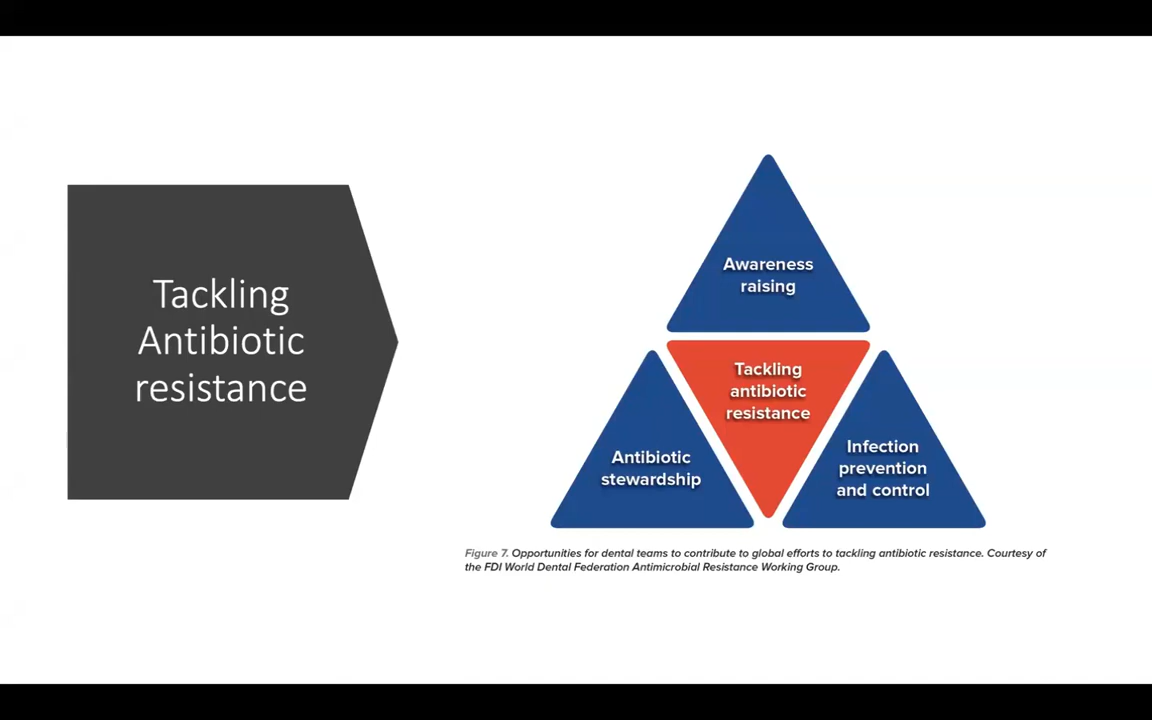 Tackling
Antibiotic
resistance
Awareness
raising
Tackling
antibiotic
resistance
Antibiotic
stewardship
Infection
prevention
and control
Figure 7. Opportunities for dental teams to contribute to global efforts to tackling antibiotic resistance. Courtesy of
the FDI World Dental Federation Antimicrobial Resistance Working Group.